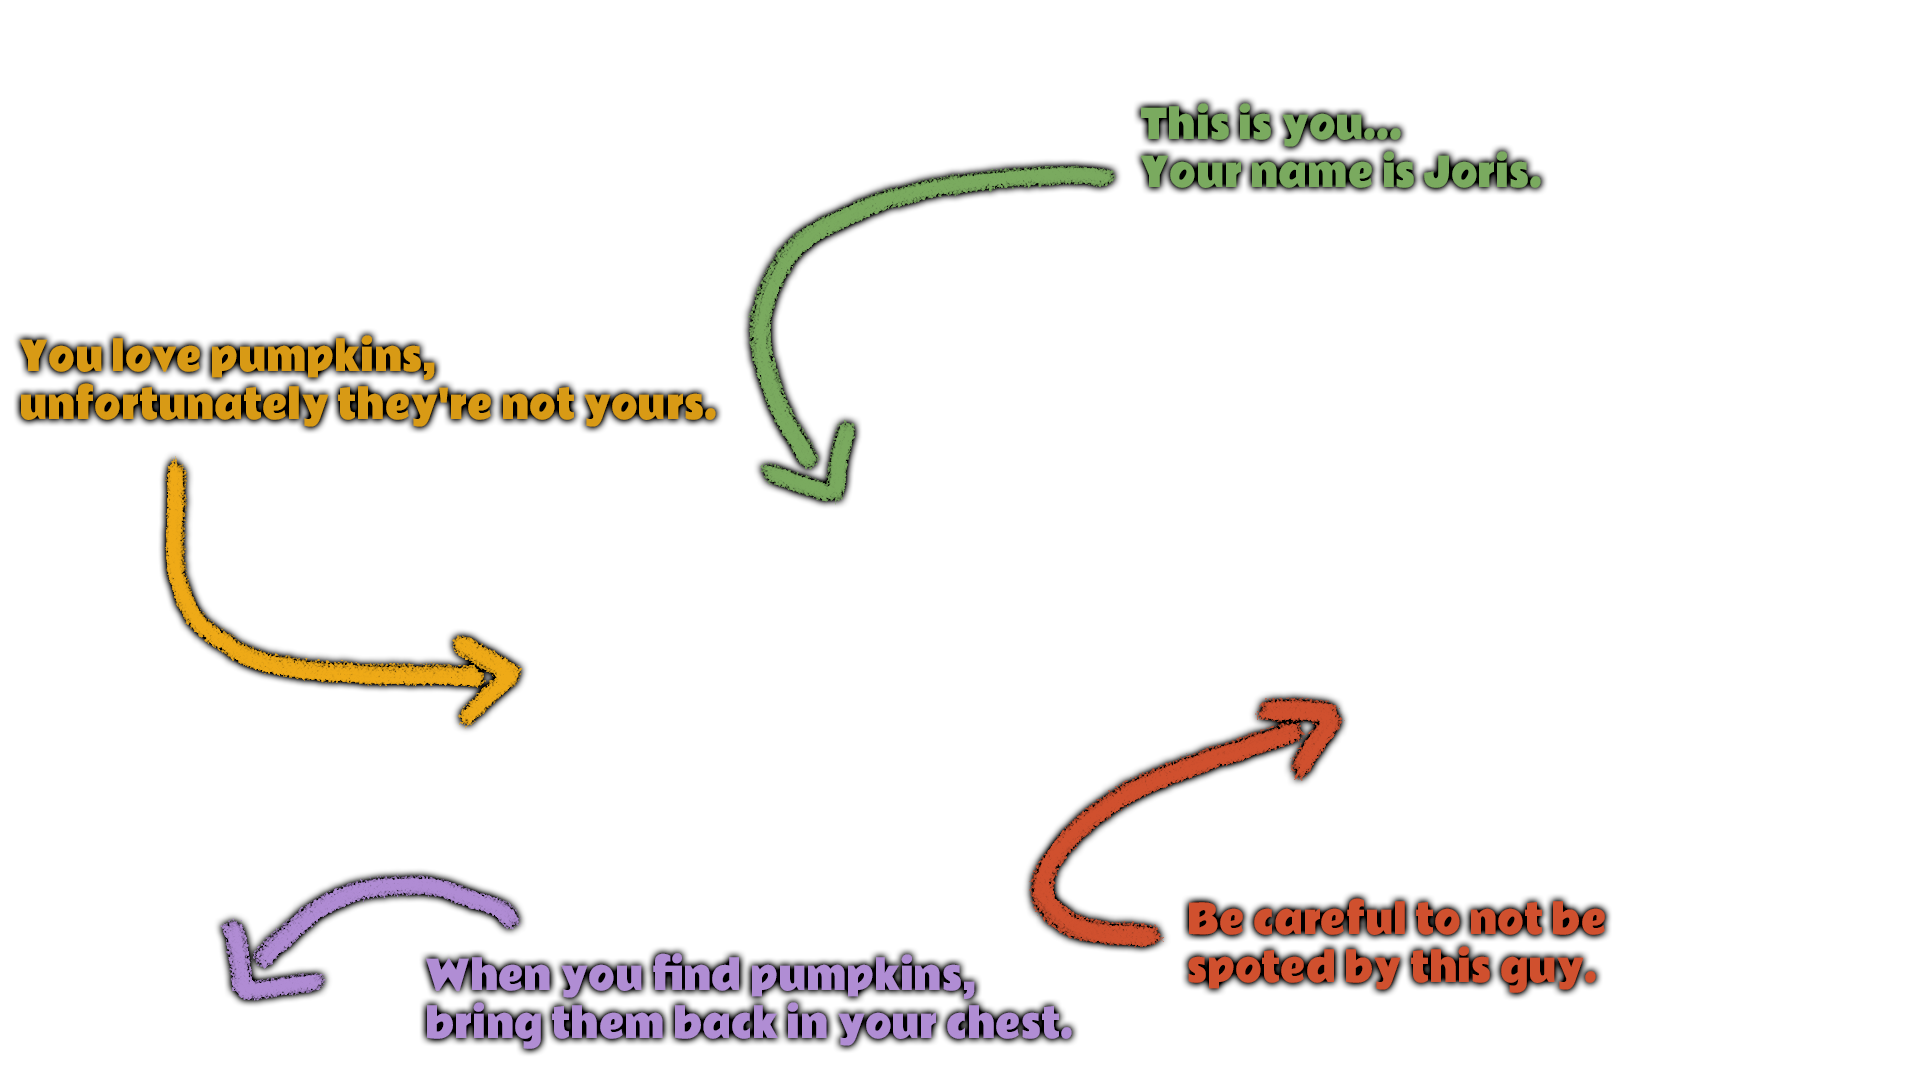 This is you...
Your name is Joris.
You love pumpkins,
unfortunately they're not yours.
Be careful to not be
spoted by this guy.
When you find pumpkins,
bring them back in your chest.